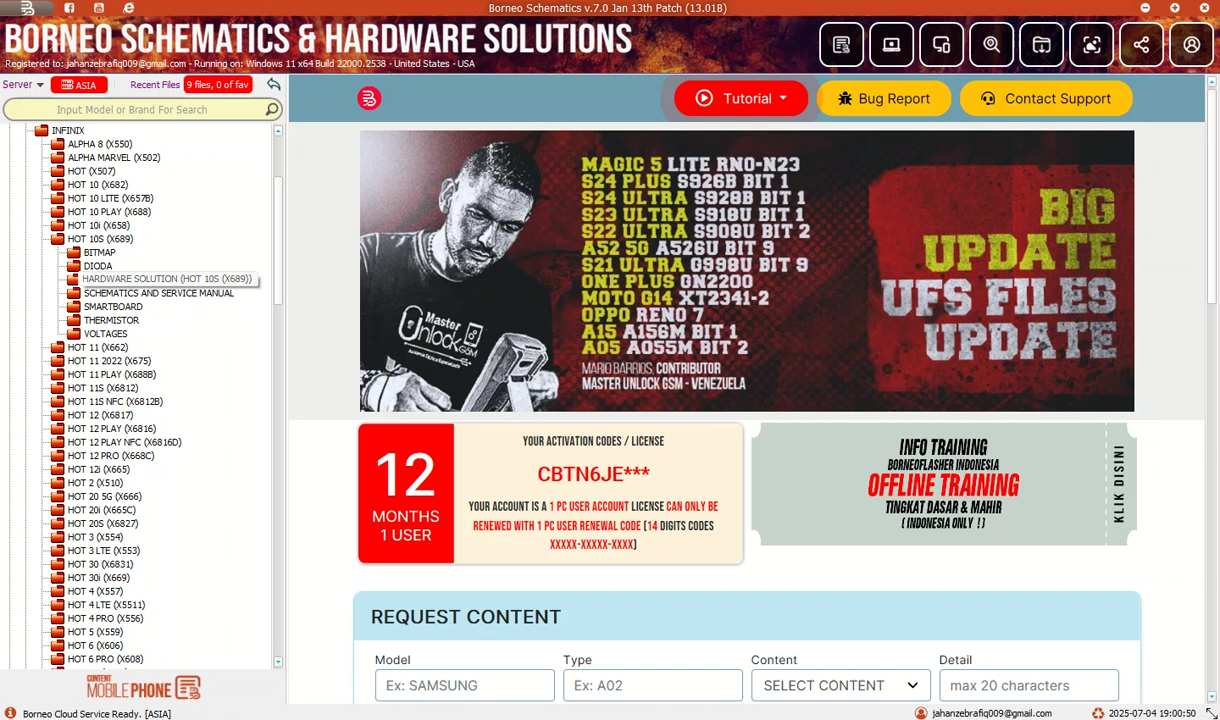 Borneo Schematics v.7.0 Jan 13th Patch (13.01B)
BORNEO SCHEMATICS & HARDWARE SOLUTIONS
Registered to: jahanzebrafiq009@gmail.com - Running on: Windows 11 x64 Build 22000.2538 - United States - USA
Server
ASIA
Recent Files
9 files, 0 of fav
Input Model or Brand For Search
INFINIX
ALPHA 8 (X550)
ALPHA MARVEL (X502)
HOT (X507)
HOT 10 (X682)
HOT 10 LITE (X657B)
HOT 10 PLAY (X688)
HOT 10i (X658)
HOT 10S (X689)
BITMAP
DIODA
HARDWARE SOLUTION (HOT 10S (X689))
SCHEMATICS AND SERVICE MANUAL
SMARTBOARD
THERMISTOR
VOLTAGES
HOT 11 (X662)
HOT 11 2022 (X675)
HOT 11 PLAY (X688B)
HOT 11S (X6812)
HOT 11S NFC (X6812B)
HOT 12 (X6817)
HOT 12 PLAY (X6816)
HOT 12 PLAY NFC (X6816D)
HOT 12 PRO (X668C)
HOT 12i (X665)
HOT 2 (X510)
HOT 20 5G (X666)
HOT 20i (X665C)
HOT 20S (X6827)
HOT 3 (X554)
HOT 3 LTE (X553)
HOT 30 (X6831)
HOT 30i (X669)
HOT 4 (X557)
HOT 4 LTE (X5511)
HOT 4 PRO (X556)
HOT 5 (X559)
HOT 6 (X606)
HOT 6 PRO (X608)
CONTENT
MOBILE PHONE
Tutorial
Bug Report
Contact Support
MAGIC 5 LITE RNO-N23
S24 PLUS S926B BIT 1
S24 ULTRA S928B BIT 1
S23 ULTRA S918U BIT 1
S22 ULTRA S908U BIT 2
A52 5G A526U BIT 9
S21 ULTRA G998U BIT 9
ONE PLUS GN2200
MOTO G14 XT2341-2
OPPO RENO 7
A15 A156M BIT 1
A05 A055M BIT 2
MARIO BARRIOS, CONTRIBUTOR
MASTER UNLOCK GSM - VENEZUELA
Master
Unlock
GSM
BIG
UPDATE
UFS FILES
UPDATE
12
MONTHS
1 USER
YOUR ACTIVATION CODES / LICENSE
CBTN6JE***
YOUR ACCOUNT IS A 1 PC USER ACCOUNT LICENSE CAN ONLY BE
RENEWED WITH 1 PC USER RENEWAL CODE (14 DIGITS CODES
XXXXX-XXXXX-XXXX)
INFO TRAINING
BORNEOFLASHER INDONESIA
OFFLINE TRAINING
TINGKAT DASAR & MAHIR
( INDONESIA ONLY ! )
KLIK DISINI
REQUEST CONTENT
Model
Type
Content
Detail
Ex: SAMSUNG
Ex: A02
SELECT CONTENT
max 20 characters
Borneo Cloud Service Ready. [ASIA]
jahanzebrafiq009@gmail.com
2025-07-04 19:00:50